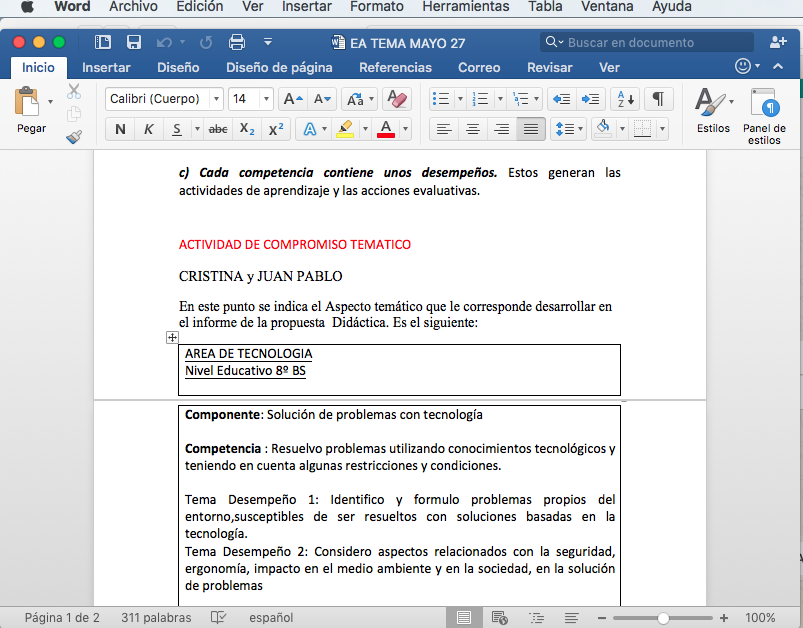 Word Archivo Edición Ver Insertar Formato Herramientas Tabla Ventana Ayuda
EA TEMA MAYO 27
Buscar en documento
Inicio Insertar Diseño Diseño de página Referencias Correo Revisar Ver
Pegar
Calibri (Cuerpo) 14
Estilos
Panel de
estilos
N K S abc X₂ X²
c) Cada competencia contiene unos desempeños. Estos generan las
actividades de aprendizaje y las acciones evaluativas.
ACTIVIDAD DE COMPROMISO TEMATICO
CRISTINA y JUAN PABLO
En este punto se indica el Aspecto temático que le corresponde desarrollar en
el informe de la propuesta Didáctica. Es el siguiente:
AREA DE TECNOLOGIA
Nivel Educativo 8º BS
Componente: Solución de problemas con tecnología
Competencia : Resuelvo problemas utilizando conocimientos tecnológicos y
teniendo en cuenta algunas restricciones y condiciones.
Tema Desempeño 1: Identifico y formulo problemas propios del
entorno,susceptibles de ser resueltos con soluciones basadas en la
tecnología.
Tema Desempeño 2: Considero aspectos relacionados con la seguridad,
ergonomía, impacto en el medio ambiente y en la sociedad, en la solución
de problemas
Página 1 de 2 311 palabras español 100%